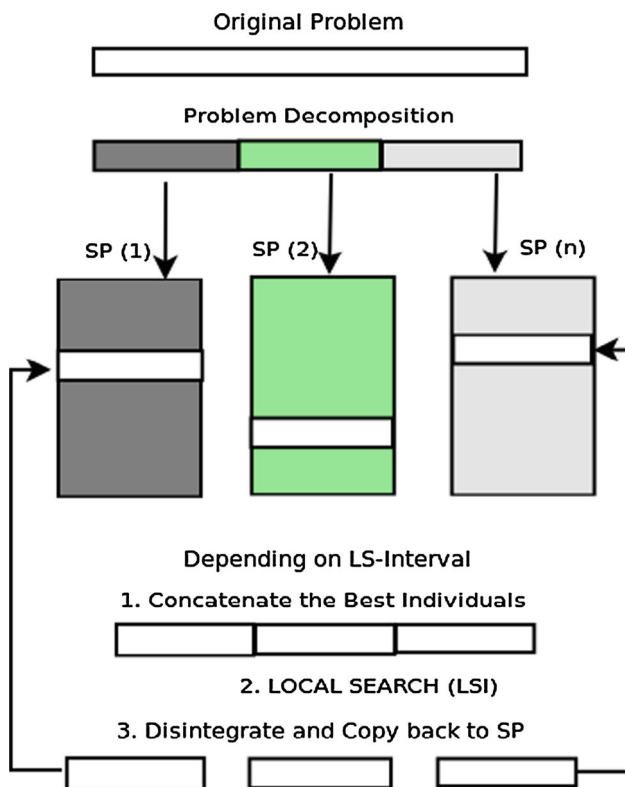 Original Problem
Problem Decomposition
SP (1)
SP (2)
SP (n)
Depending on LS-Interval
1. Concatenate the Best Individuals
2. LOCAL SEARCH (LSI)
3. Disintegrate and Copy back to SP